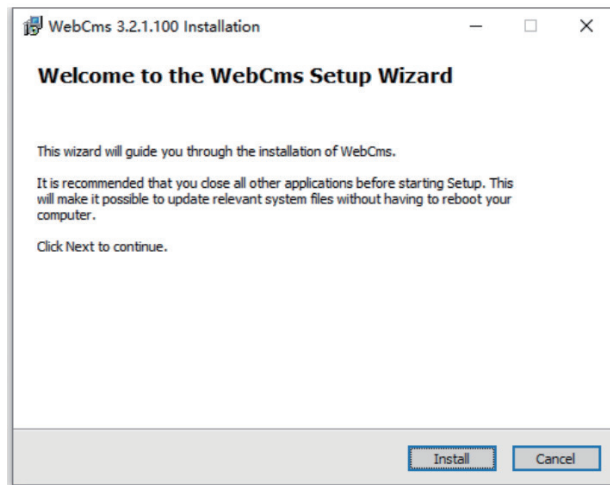 WebCms 3.2.1.100 Installation
Welcome to the WebCms Setup Wizard
This wizard will guide you through the installation of WebCms.
It is recommended that you close all other applications before starting Setup. This
will make it possible to update relevant system files without having to reboot your
computer.
Click Next to continue.
Install Cancel